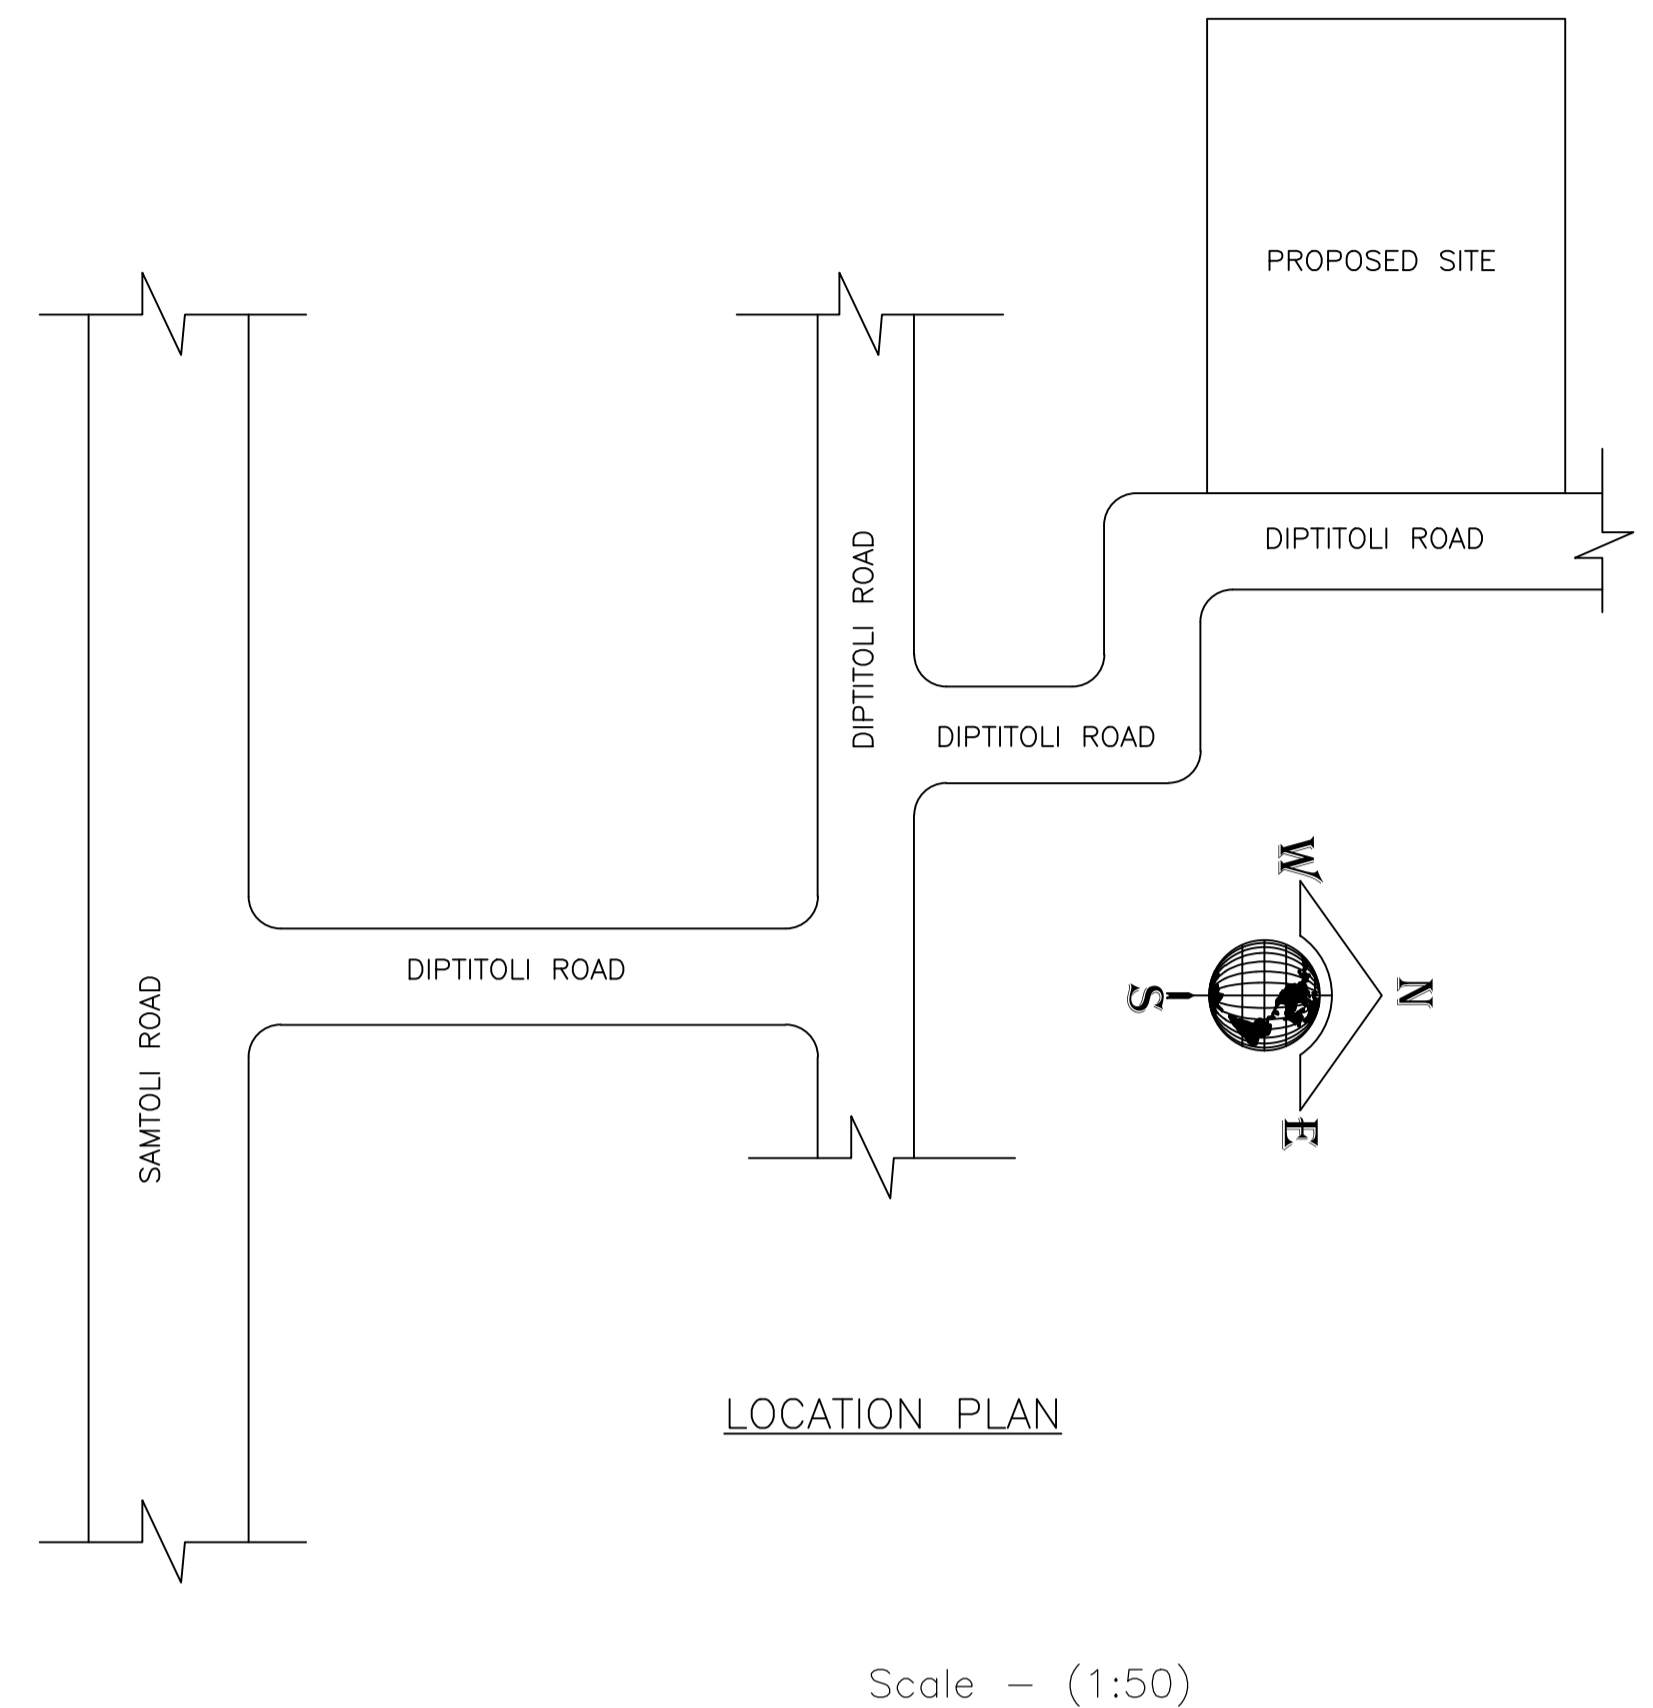 PROPOSED SITE
DIPTITOLI ROAD
DIPTITOLI ROAD
DIPTITOLI ROAD
DIPTITOLI ROAD
SAMTOLI ROAD
W
N
S
E
LOCATION PLAN
Scale - (1:50)